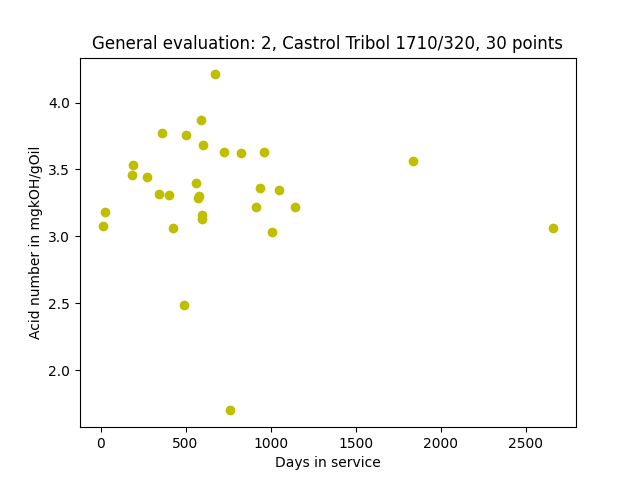 General evaluation: 2, Castrol Tribol 1710/320, 30 points
Acid number in mgkOH/gOil
4.0
3.5
3.0
2.5
2.0
0 500 1000 1500 2000 2500
Days in service